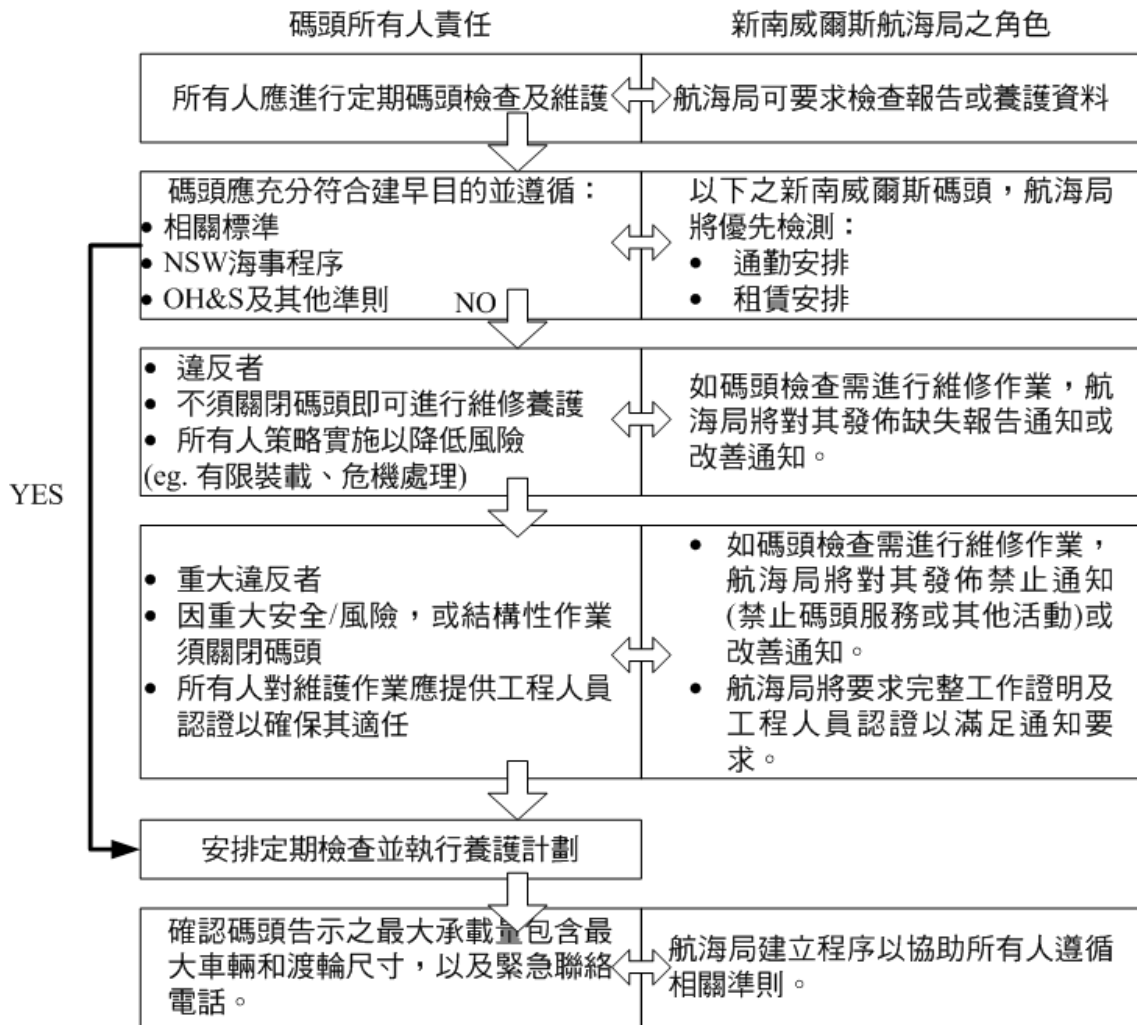 碼頭所有人責任
新南威爾斯航海局之角色
所有人應進行定期碼頭檢查及維護
航海局可要求檢查報告或養護資料
碼頭應充分符合建早目的並遵循：
• 相關標準
• NSW海事程序
• OH&S及其他準則
NO
以下之新南威爾斯碼頭，航海局
將優先檢測：
• 通勤安排
• 租賃安排
• 違反者
• 不須關閉碼頭即可進行維修養護
• 所有人策略實施以降低風險
(eg. 有限裝載、危機處理)
如碼頭檢查需進行維修作業，航
海局將對其發佈缺失報告通知或
改善通知。
YES
• 重大違反者
• 因重大安全/風險，或結構性作業
須關閉碼頭
• 所有人對維護作業應提供工程人員
認證以確保其適任
• 如碼頭檢查需進行維修作業，
航海局將對其發佈禁止通知
(禁止碼頭服務或其他活動)或
改善通知。
• 航海局將要求完整工作證明及
工程人員認證以滿足通知要
求。
安排定期檢查並執行養護計劃
確認碼頭告示之最大承載量包含最
大車輛和渡輪尺寸，以及緊急聯絡
電話。
航海局建立程序以協助所有人遵循
相關準則。